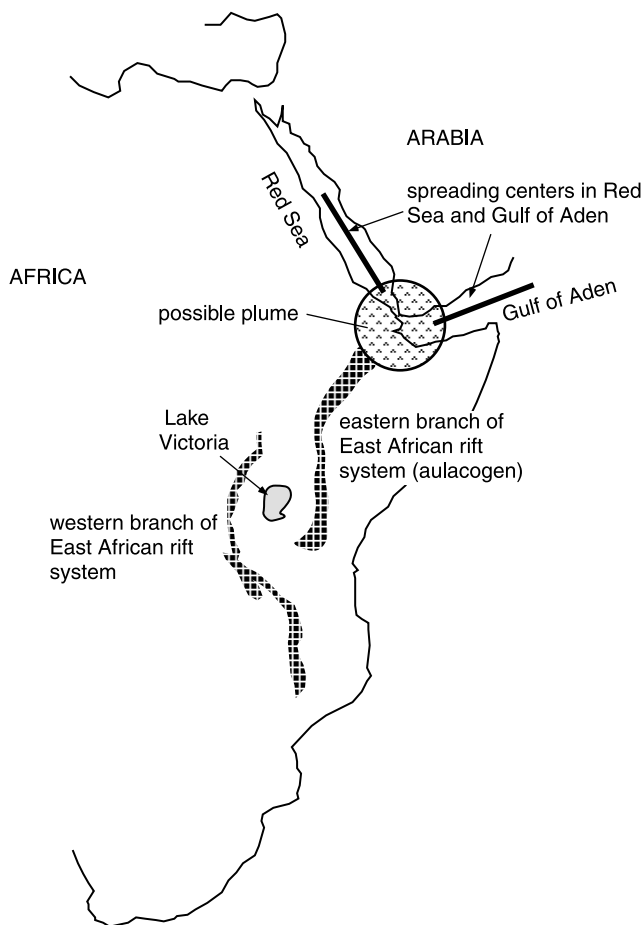 ARABIA
spreading centers in Red
Sea and Gulf of Aden
Red Sea
AFRICA
Gulf of Aden
possible plume
eastern branch of
East African rift
system (aulacogen)
Lake
Victoria
western branch of
East African rift
system